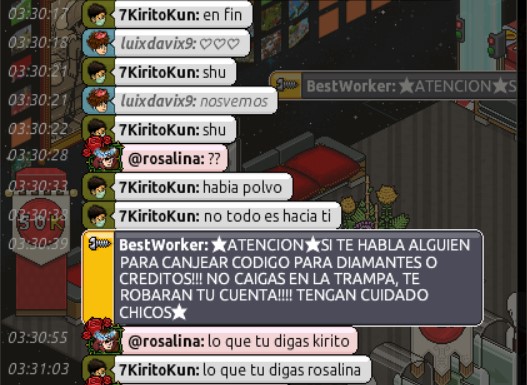 03:30:17 7KiritoKun: en fin
03:30:18 luixdavix9: ♡♡♡
03:30:21 7KiritoKun: shu
BestWorker: ★ATENCION★S
03:30:21 luixdavix9: nosvemos
03:30:22 7KiritoKun: shu
03:30:28 @rosalina: ??
03:30:33 7KiritoKun: habia polvo
03:30:38 7KiritoKun: no todo es hacia ti
50K
03:30:39 BestWorker: ★ATENCION★SI TE HABLA ALGUIEN
PARA CANJEAR CODIGO PARA DIAMANTES O
CREDITOS!!! NO CAIGAS EN LA TRAMPA, TE
ROBARAN TU CUENTA!!!! TENGAN CUIDADO
CHICOS★
03:30:55 @rosalina: lo que tu digas kirito
03:31:03 7KiritoKun: lo que tu digas rosalina